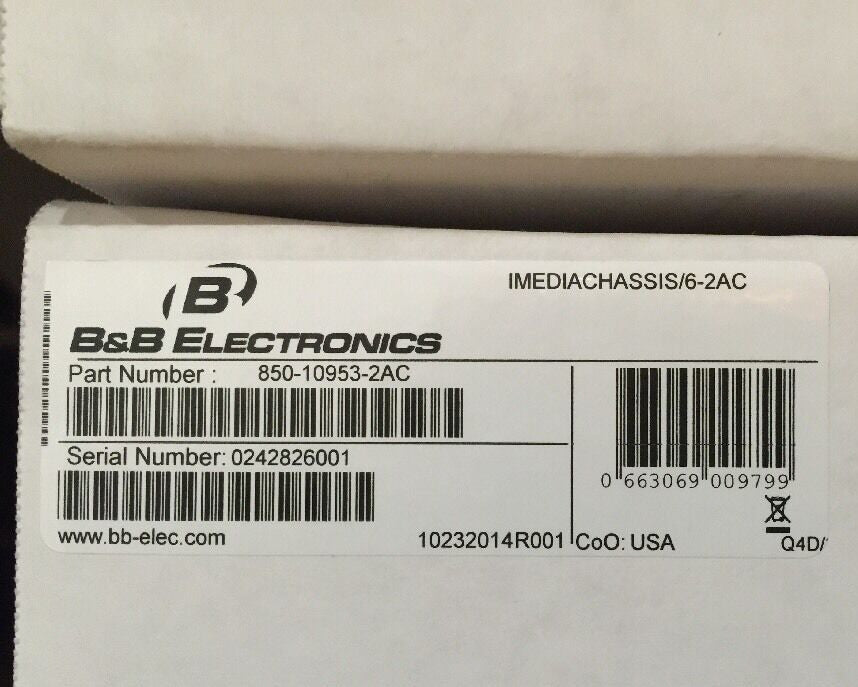 B
IMEDIACHASSIS/6-2AC
B&B ELECTRONICS
Part Number : 850-10953-2AC
Serial Number: 0242826001
0 663069 009799
www.bb-elec.com
10232014R001
CoO: USA
Q4D/